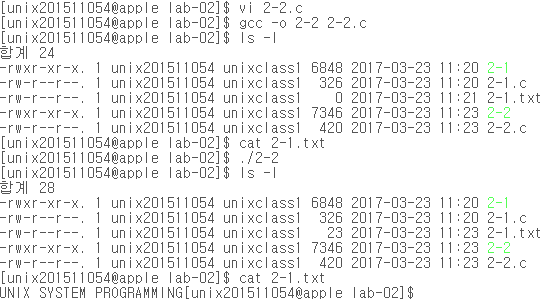 [unix201511054@apple lab-02]$ vi 2-2.c
[unix201511054@apple lab-02]$ gcc -o 2-2 2-2.c
[unix201511054@apple lab-02]$ ls -l
합계 24
-rwxr-xr-x. 1 unix201511054 unixclass1 6848 2017-03-23 11:20 2-1
-rw-r--r--. 1 unix201511054 unixclass1 326 2017-03-23 11:20 2-1.c
-rw-r--r--. 1 unix201511054 unixclass1 0 2017-03-23 11:21 2-1.txt
-rwxr-xr-x. 1 unix201511054 unixclass1 7346 2017-03-23 11:23 2-2
-rw-r--r--. 1 unix201511054 unixclass1 420 2017-03-23 11:23 2-2.c
[unix201511054@apple lab-02]$ cat 2-1.txt
[unix201511054@apple lab-02]$ ./2-2
[unix201511054@apple lab-02]$ ls -l
합계 28
-rwxr-xr-x. 1 unix201511054 unixclass1 6848 2017-03-23 11:20 2-1
-rw-r--r--. 1 unix201511054 unixclass1 326 2017-03-23 11:20 2-1.c
-rw-r--r--. 1 unix201511054 unixclass1 23 2017-03-23 11:23 2-1.txt
-rwxr-xr-x. 1 unix201511054 unixclass1 7346 2017-03-23 11:23 2-2
-rw-r--r--. 1 unix201511054 unixclass1 420 2017-03-23 11:23 2-2.c
[unix201511054@apple lab-02]$ cat 2-1.txt
UNIX SYSTEM PROGRAMMING[unix201511054@apple lab-02]$